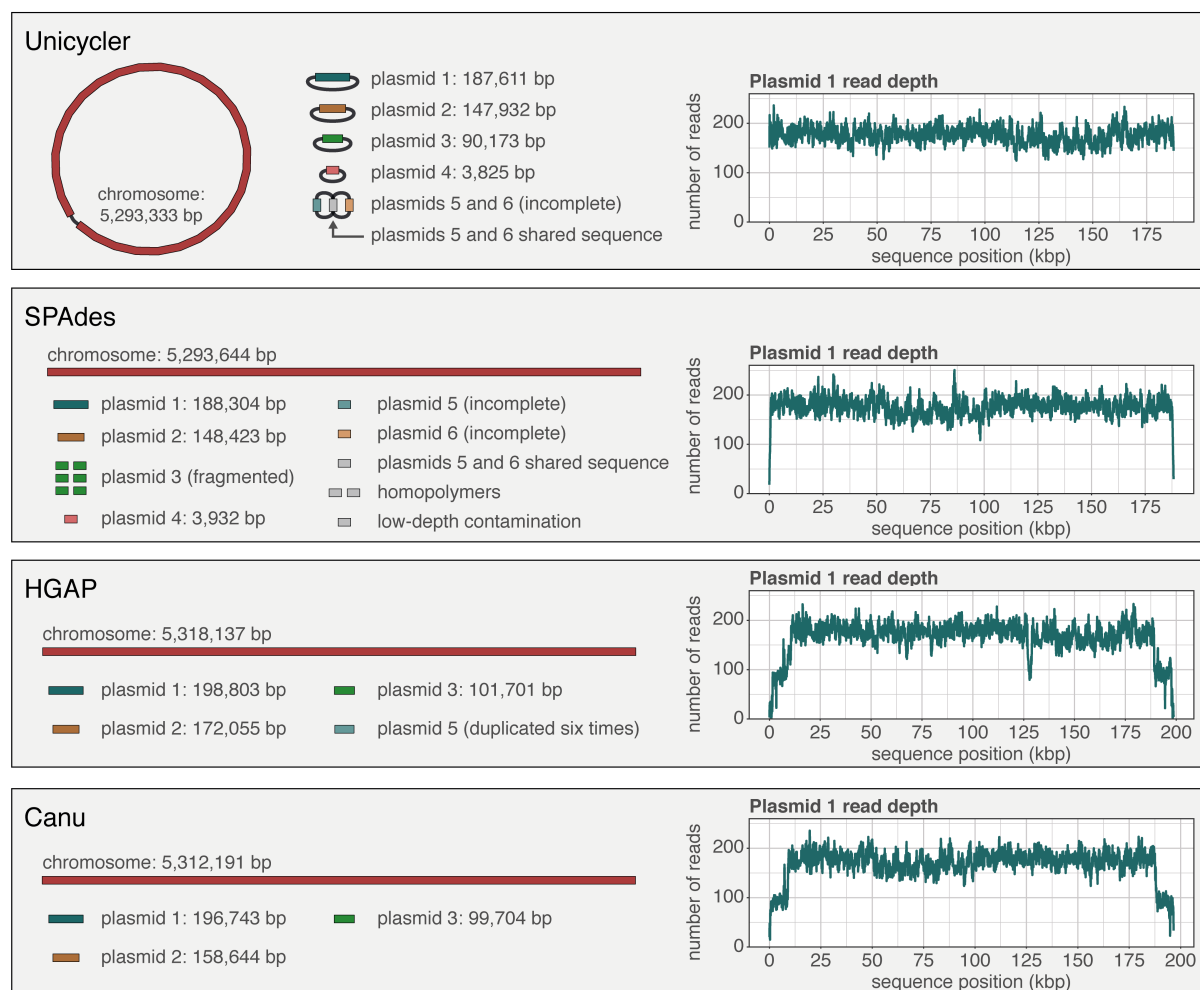 Unicycler
chromosome:
5,293,333 bp
plasmid 1: 187,611 bp
plasmid 2: 147,932 bp
plasmid 3: 90,173 bp
plasmid 4: 3,825 bp
plasmids 5 and 6 (incomplete)
plasmids 5 and 6 shared sequence
Plasmid 1 read depth
number of reads
200
100
0
0 25 50 75 100 125 150 175
sequence position (kbp)
SPAdes
chromosome: 5,293,644 bp
plasmid 1: 188,304 bp
plasmid 2: 148,423 bp
plasmid 3 (fragmented)
plasmid 4: 3,932 bp
plasmid 5 (incomplete)
plasmid 6 (incomplete)
plasmids 5 and 6 shared sequence
homopolymers
low-depth contamination
Plasmid 1 read depth
number of reads
200
100
0
0 25 50 75 100 125 150 175
sequence position (kbp)
HGAP
chromosome: 5,318,137 bp
plasmid 1: 198,803 bp
plasmid 2: 172,055 bp
plasmid 3: 101,701 bp
plasmid 5 (duplicated six times)
Plasmid 1 read depth
number of reads
200
100
0
0 25 50 75 100 125 150 175 200
sequence position (kbp)
Canu
chromosome: 5,312,191 bp
plasmid 1: 196,743 bp
plasmid 2: 158,644 bp
plasmid 3: 99,704 bp
Plasmid 1 read depth
number of reads
200
100
0
0 25 50 75 100 125 150 175 200
sequence position (kbp)